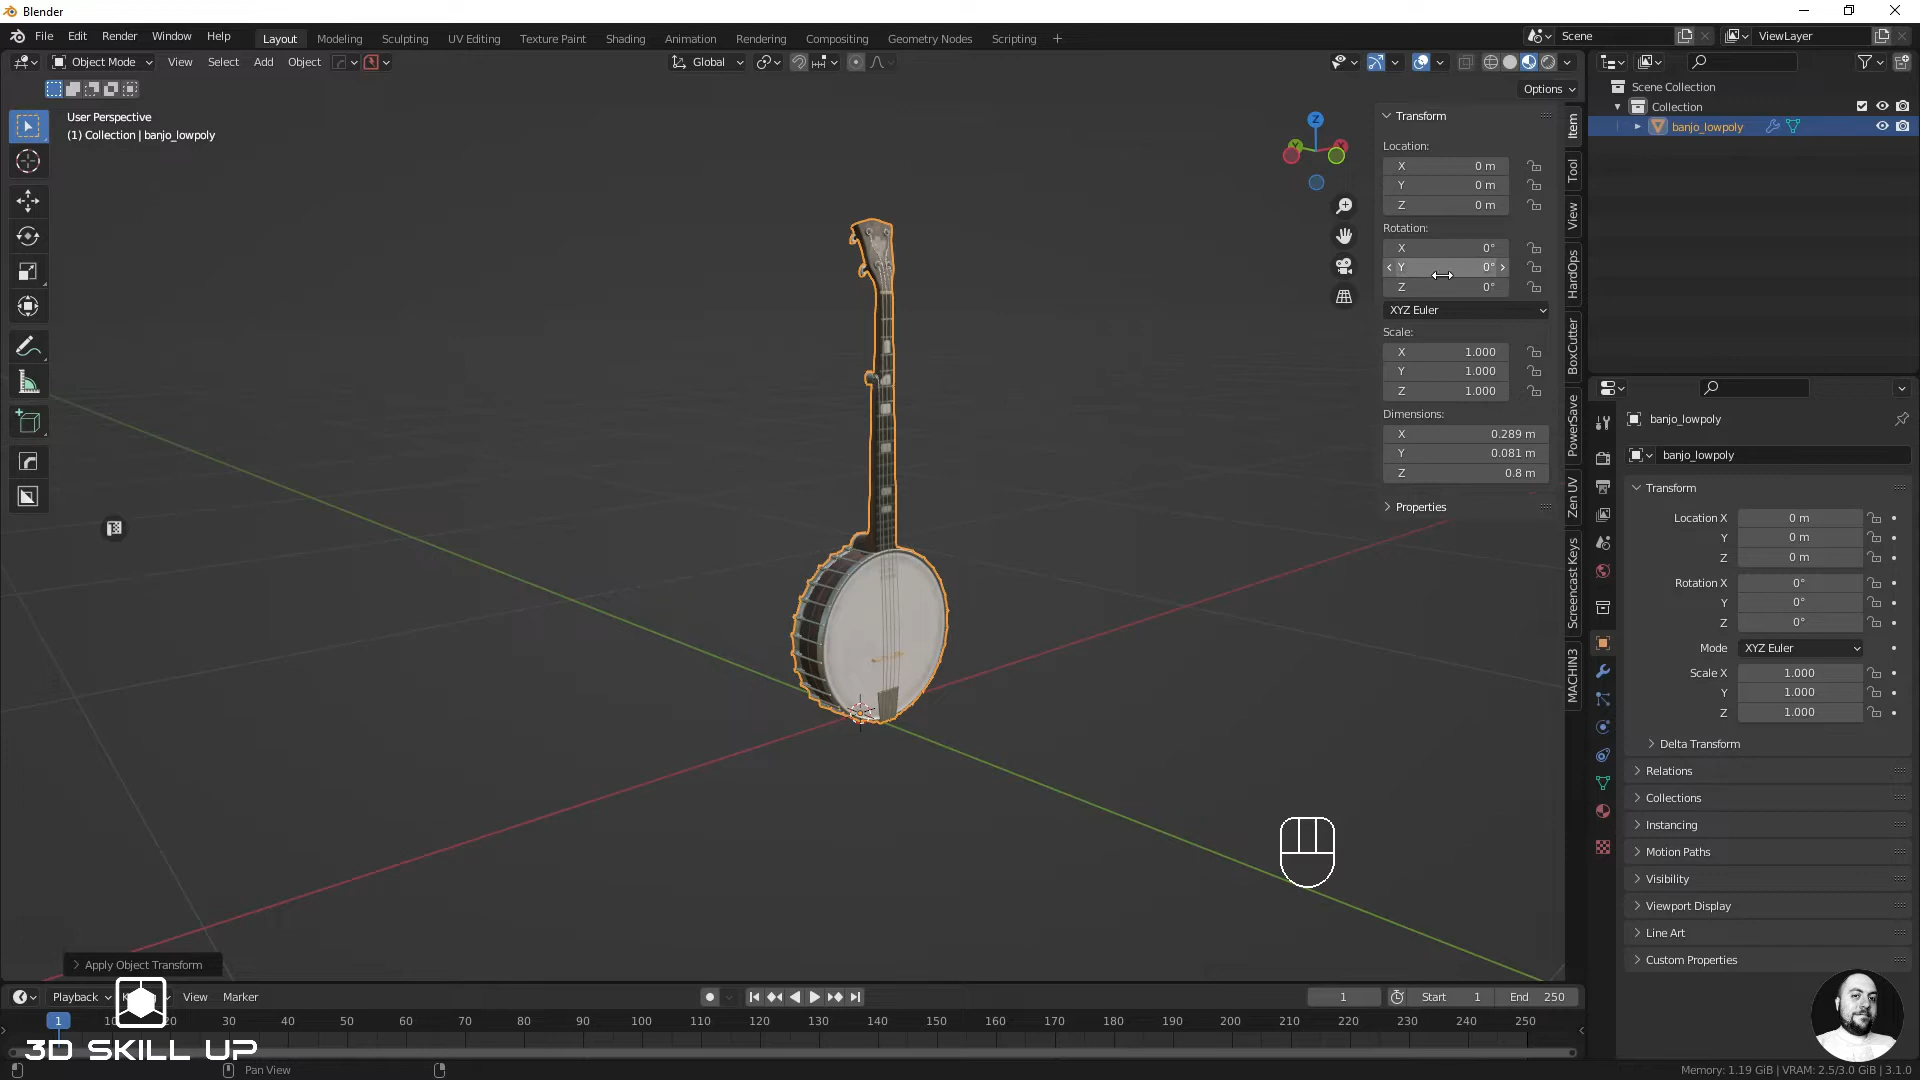 Blender
File Edit Render Window Help
Layout Modeling Sculpting UV Editing Texture Paint Shading Animation Rendering Compositing Geometry Nodes Scripting +
Scene
ViewLayer
Object Mode View Select Add Object
Global
Options
User Perspective
(1) Collection | banjo_lowpoly
Z
Transform
Location:
X 0 m
Y 0 m
Z 0 m
Rotation:
X 0°
Y 0°
Z 0°
XYZ Euler
Scale:
X 1.000
Y 1.000
Z 1.000
Dimensions:
X 0.289 m
Y 0.081 m
Z 0.8 m
Properties
Item
Tool
View
HardOps
BoxCutter
PowerSave
Zen UV
Screencast Keys
MACHIN3
Scene Collection
Collection
banjo_lowpoly
banjo_lowpoly
banjo_lowpoly
Transform
Location X 0 m
Y 0 m
Z 0 m
Rotation X 0°
Y 0°
Z 0°
Mode XYZ Euler
Scale X 1.000
Y 1.000
Z 1.000
Delta Transform
Relations
Collections
Instancing
Motion Paths
Visibility
Viewport Display
Line Art
Custom Properties
Apply Object Transform
Playback View Marker
1 Start 1 End 250
1 10 20 30 40 50 60 70 80 90 100 110 120 130 140 150 160 170 180 190 200 210 220 230 240 250
3D SKILL UP
Pan View
Memory: 1.19 GiB | VRAM: 2.5/3.0 GiB | 3.1.0